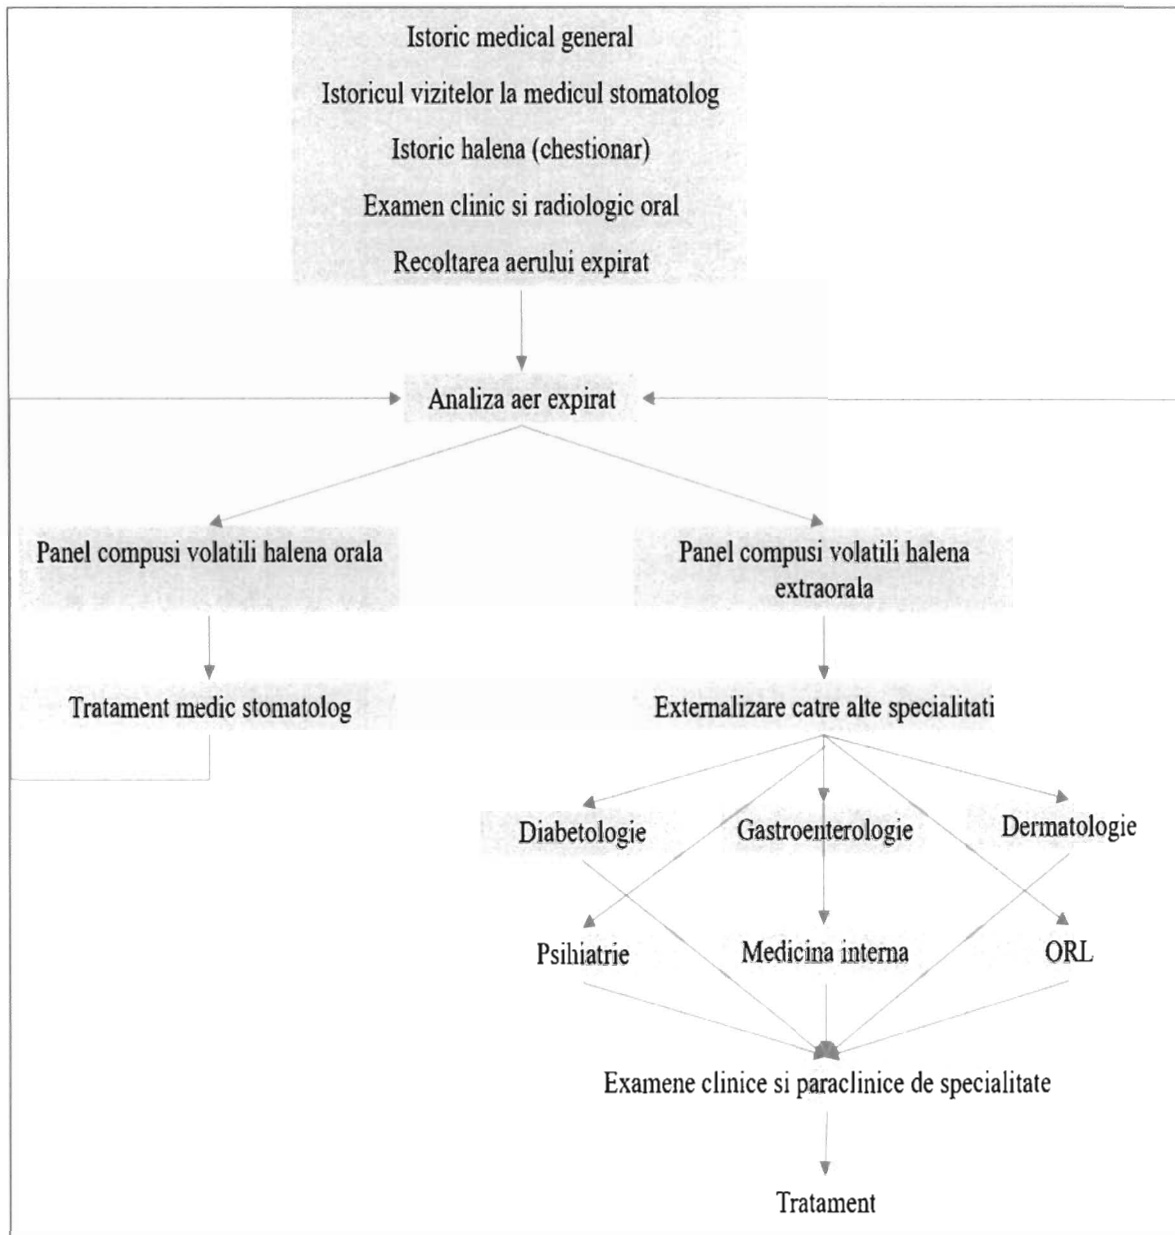 Istoric medical general
Istoricul vizitelor la medicul stomatolog
Istoric halena (chestionar)
Examen clinic si radiologic oral
Recoltarea aerului expirat
Analiza aer expirat
Panel compusi volatili halena orala
Panel compusi volatili halena
extraorala
Tratament medic stomatolog
Externalizare catre alte specialitati
Diabetologie
Gastroenterologie
Dermatologie
Psihiatrie
Medicina interna
ORL
Examene clinice si paraclinice de specialitate
Tratament